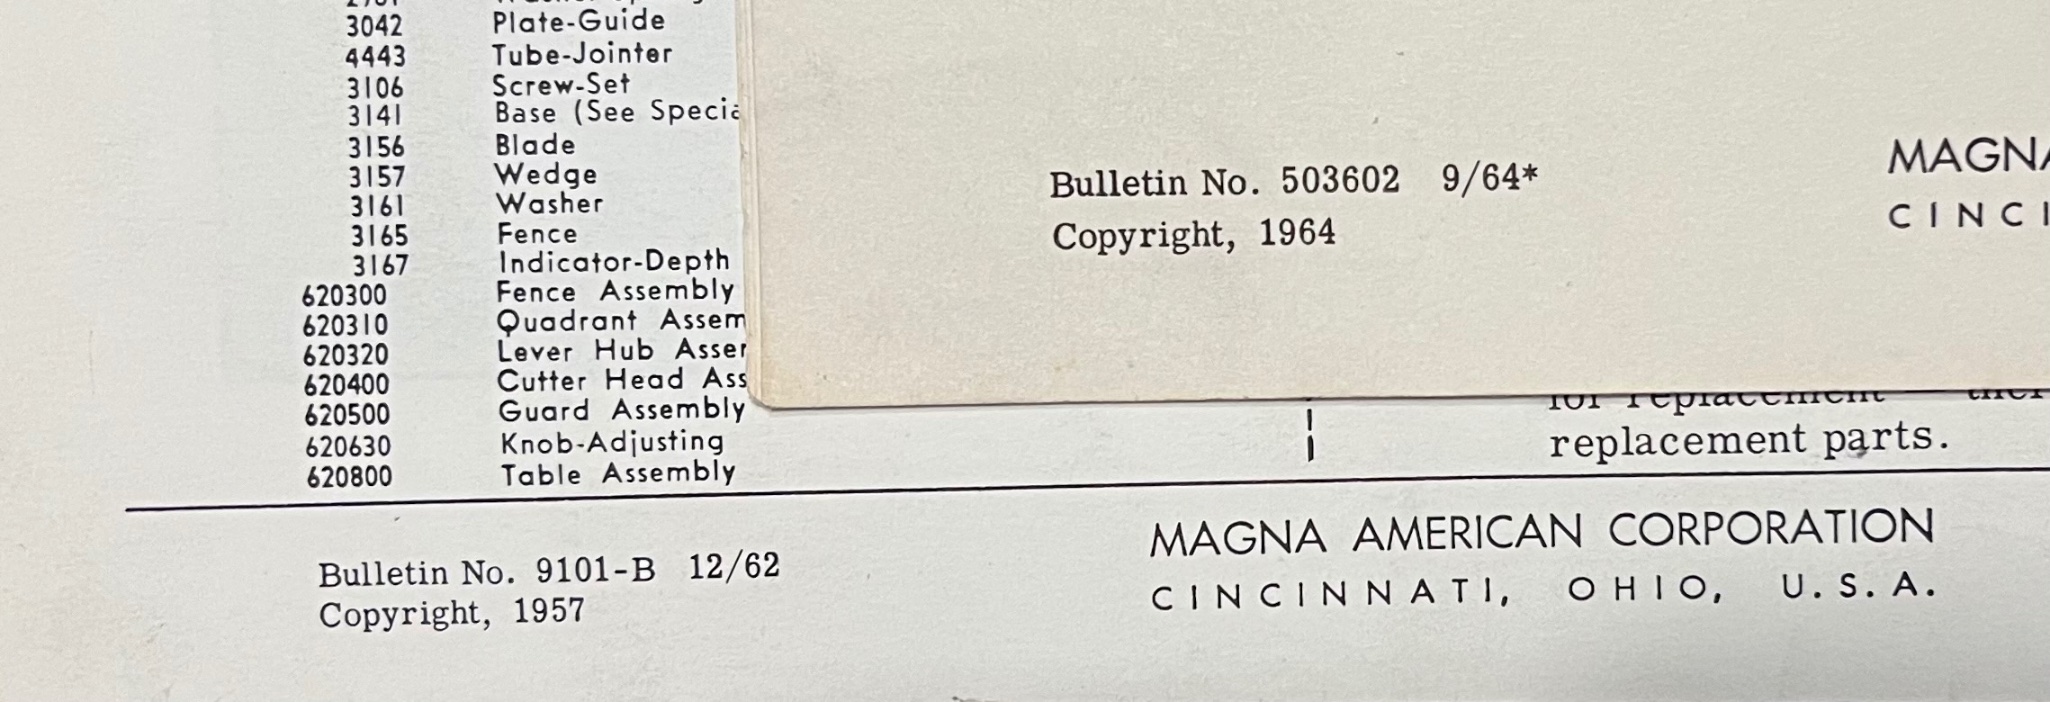 3042 Plate-Guide
4443 Tube-Jointer
3106 Screw-Set
3141 Base (See
3156 Blade
3157 Wedge
3161 Washer
3165 Fence
3167 Indicator-Depth
620300 Fence Assembly
620310 Quadrant
620320 Lever Hub
620400 Cutter Head
620500 Guard Assembly
620630 Knob-Adjusting
620800 Table Assembly
Bulletin No. 503602 9/64*
Copyright, 1964
for replacement
replacement parts.
Bulletin No. 9101-B 12/62
Copyright, 1957
MAGNA AMERICAN CORPORATION
CINCINNATI, OHIO, U.S.A.